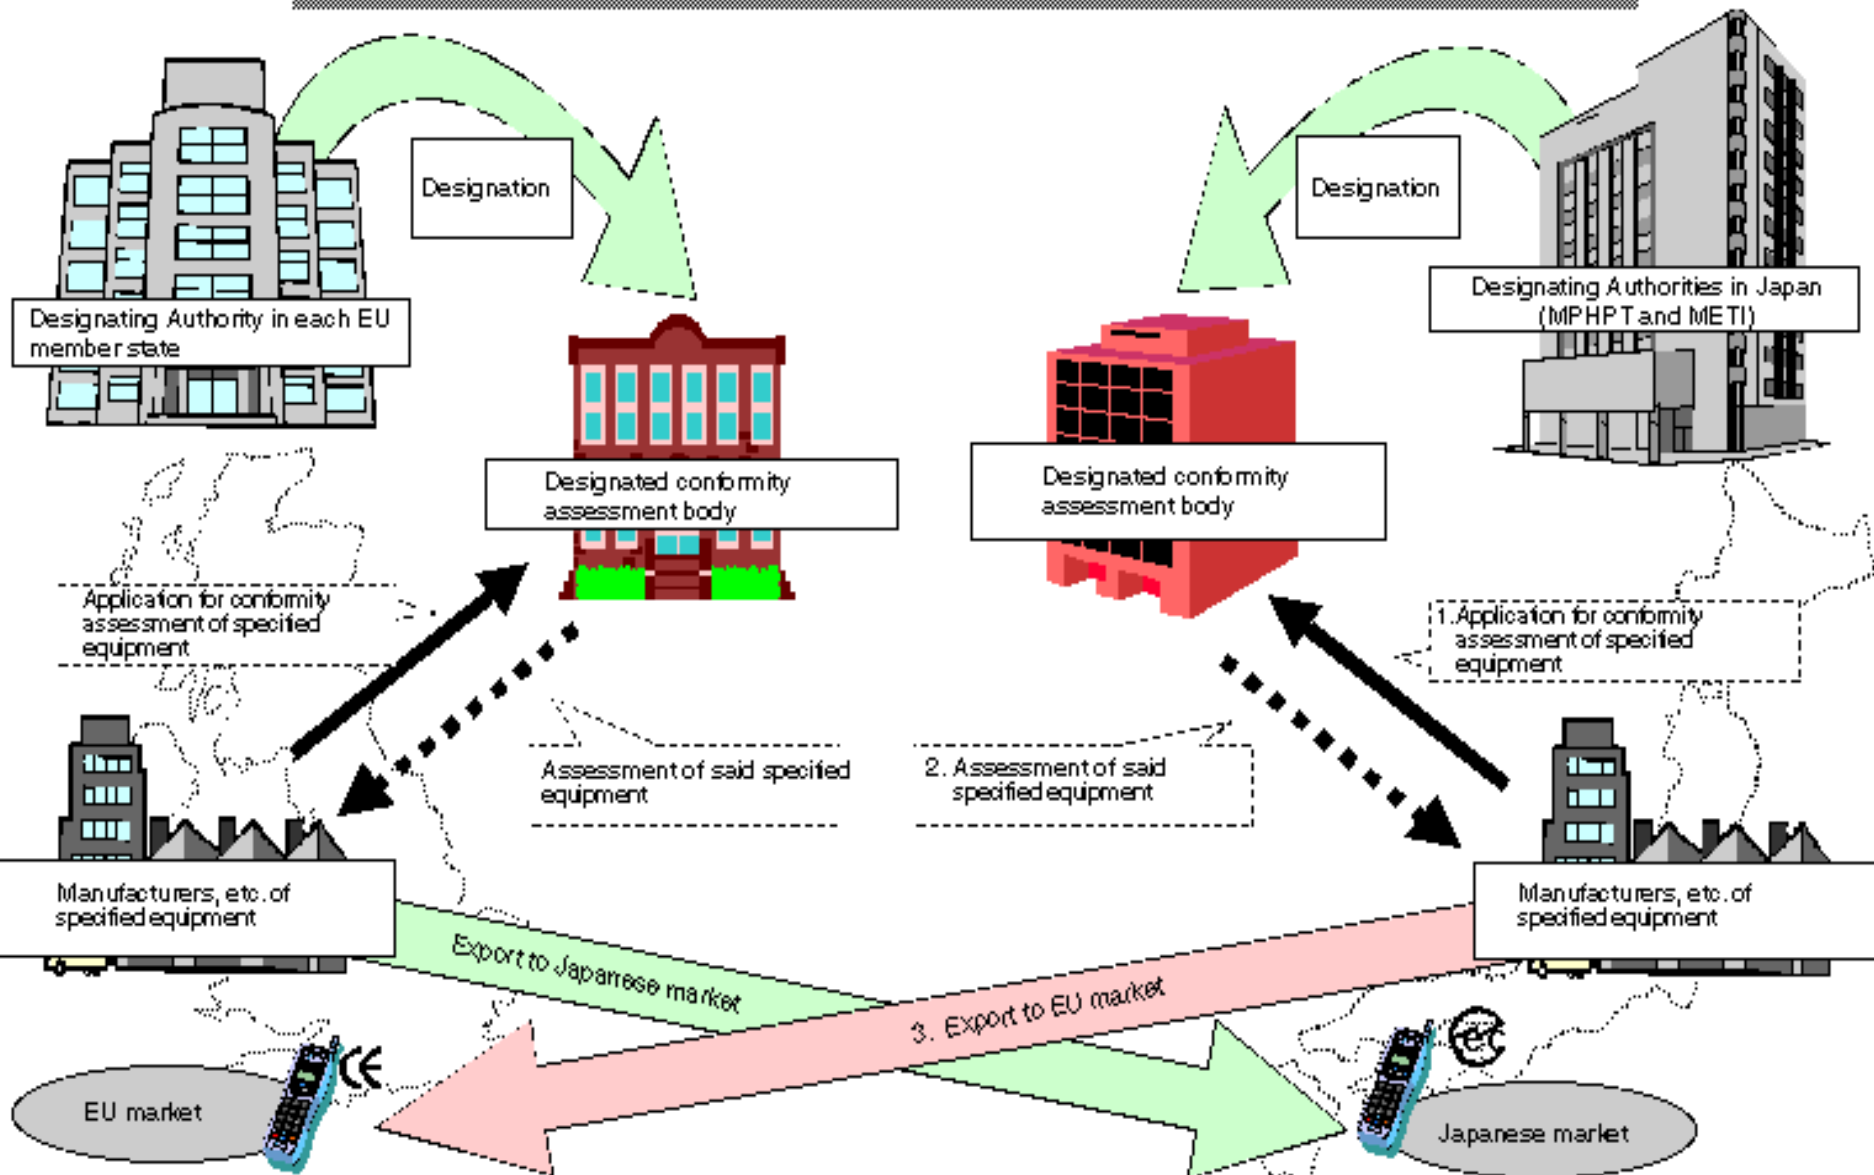 Designation
Designation
Designating Authority in each EU
member state
Designating Authorities in Japan
(MPHPT and METI)
Designated conformity
assessment body
Designated conformity
assessment body
Application for conformity
assessment of specified
equipment
1. Application for conformity
assessment of specified
equipment
Assessment of said specified
equipment
2. Assessment of said
specified equipment
Manufacturers, etc. of
specified equipment
Manufacturers, etc. of
specified equipment
Export to Japanese market
3. Export to EU market
CE
EU market
Japanese market